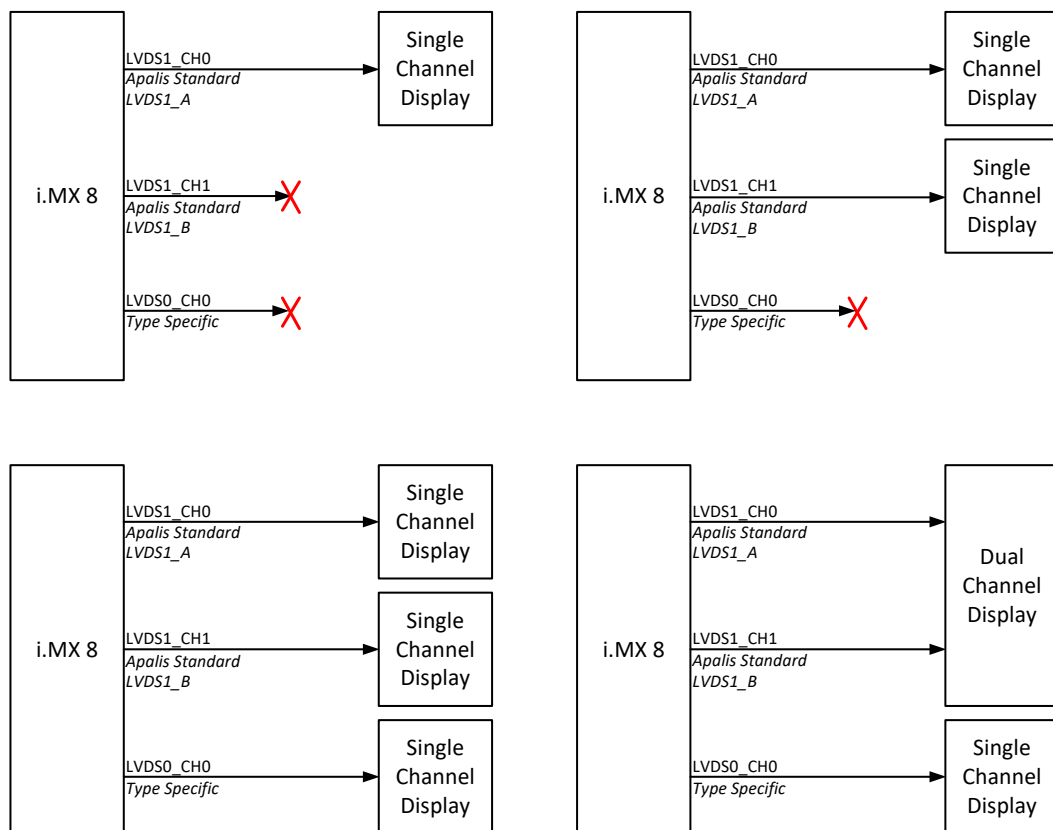 i.MX 8
LVDS1_CH0
Apalis Standard
LVDS1_A
Single
Channel
Display
LVDS1_CH1
Apalis Standard
LVDS1_B
LVDS0_CH0
Type Specific
i.MX 8
LVDS1_CH0
Apalis Standard
LVDS1_A
Single
Channel
Display
LVDS1_CH1
Apalis Standard
LVDS1_B
Single
Channel
Display
LVDS0_CH0
Type Specific
i.MX 8
LVDS1_CH0
Apalis Standard
LVDS1_A
Single
Channel
Display
LVDS1_CH1
Apalis Standard
LVDS1_B
Single
Channel
Display
LVDS0_CH0
Type Specific
Single
Channel
Display
i.MX 8
LVDS1_CH0
Apalis Standard
LVDS1_A
LVDS1_CH1
Apalis Standard
LVDS1_B
Dual
Channel
Display
LVDS0_CH0
Type Specific
Single
Channel
Display